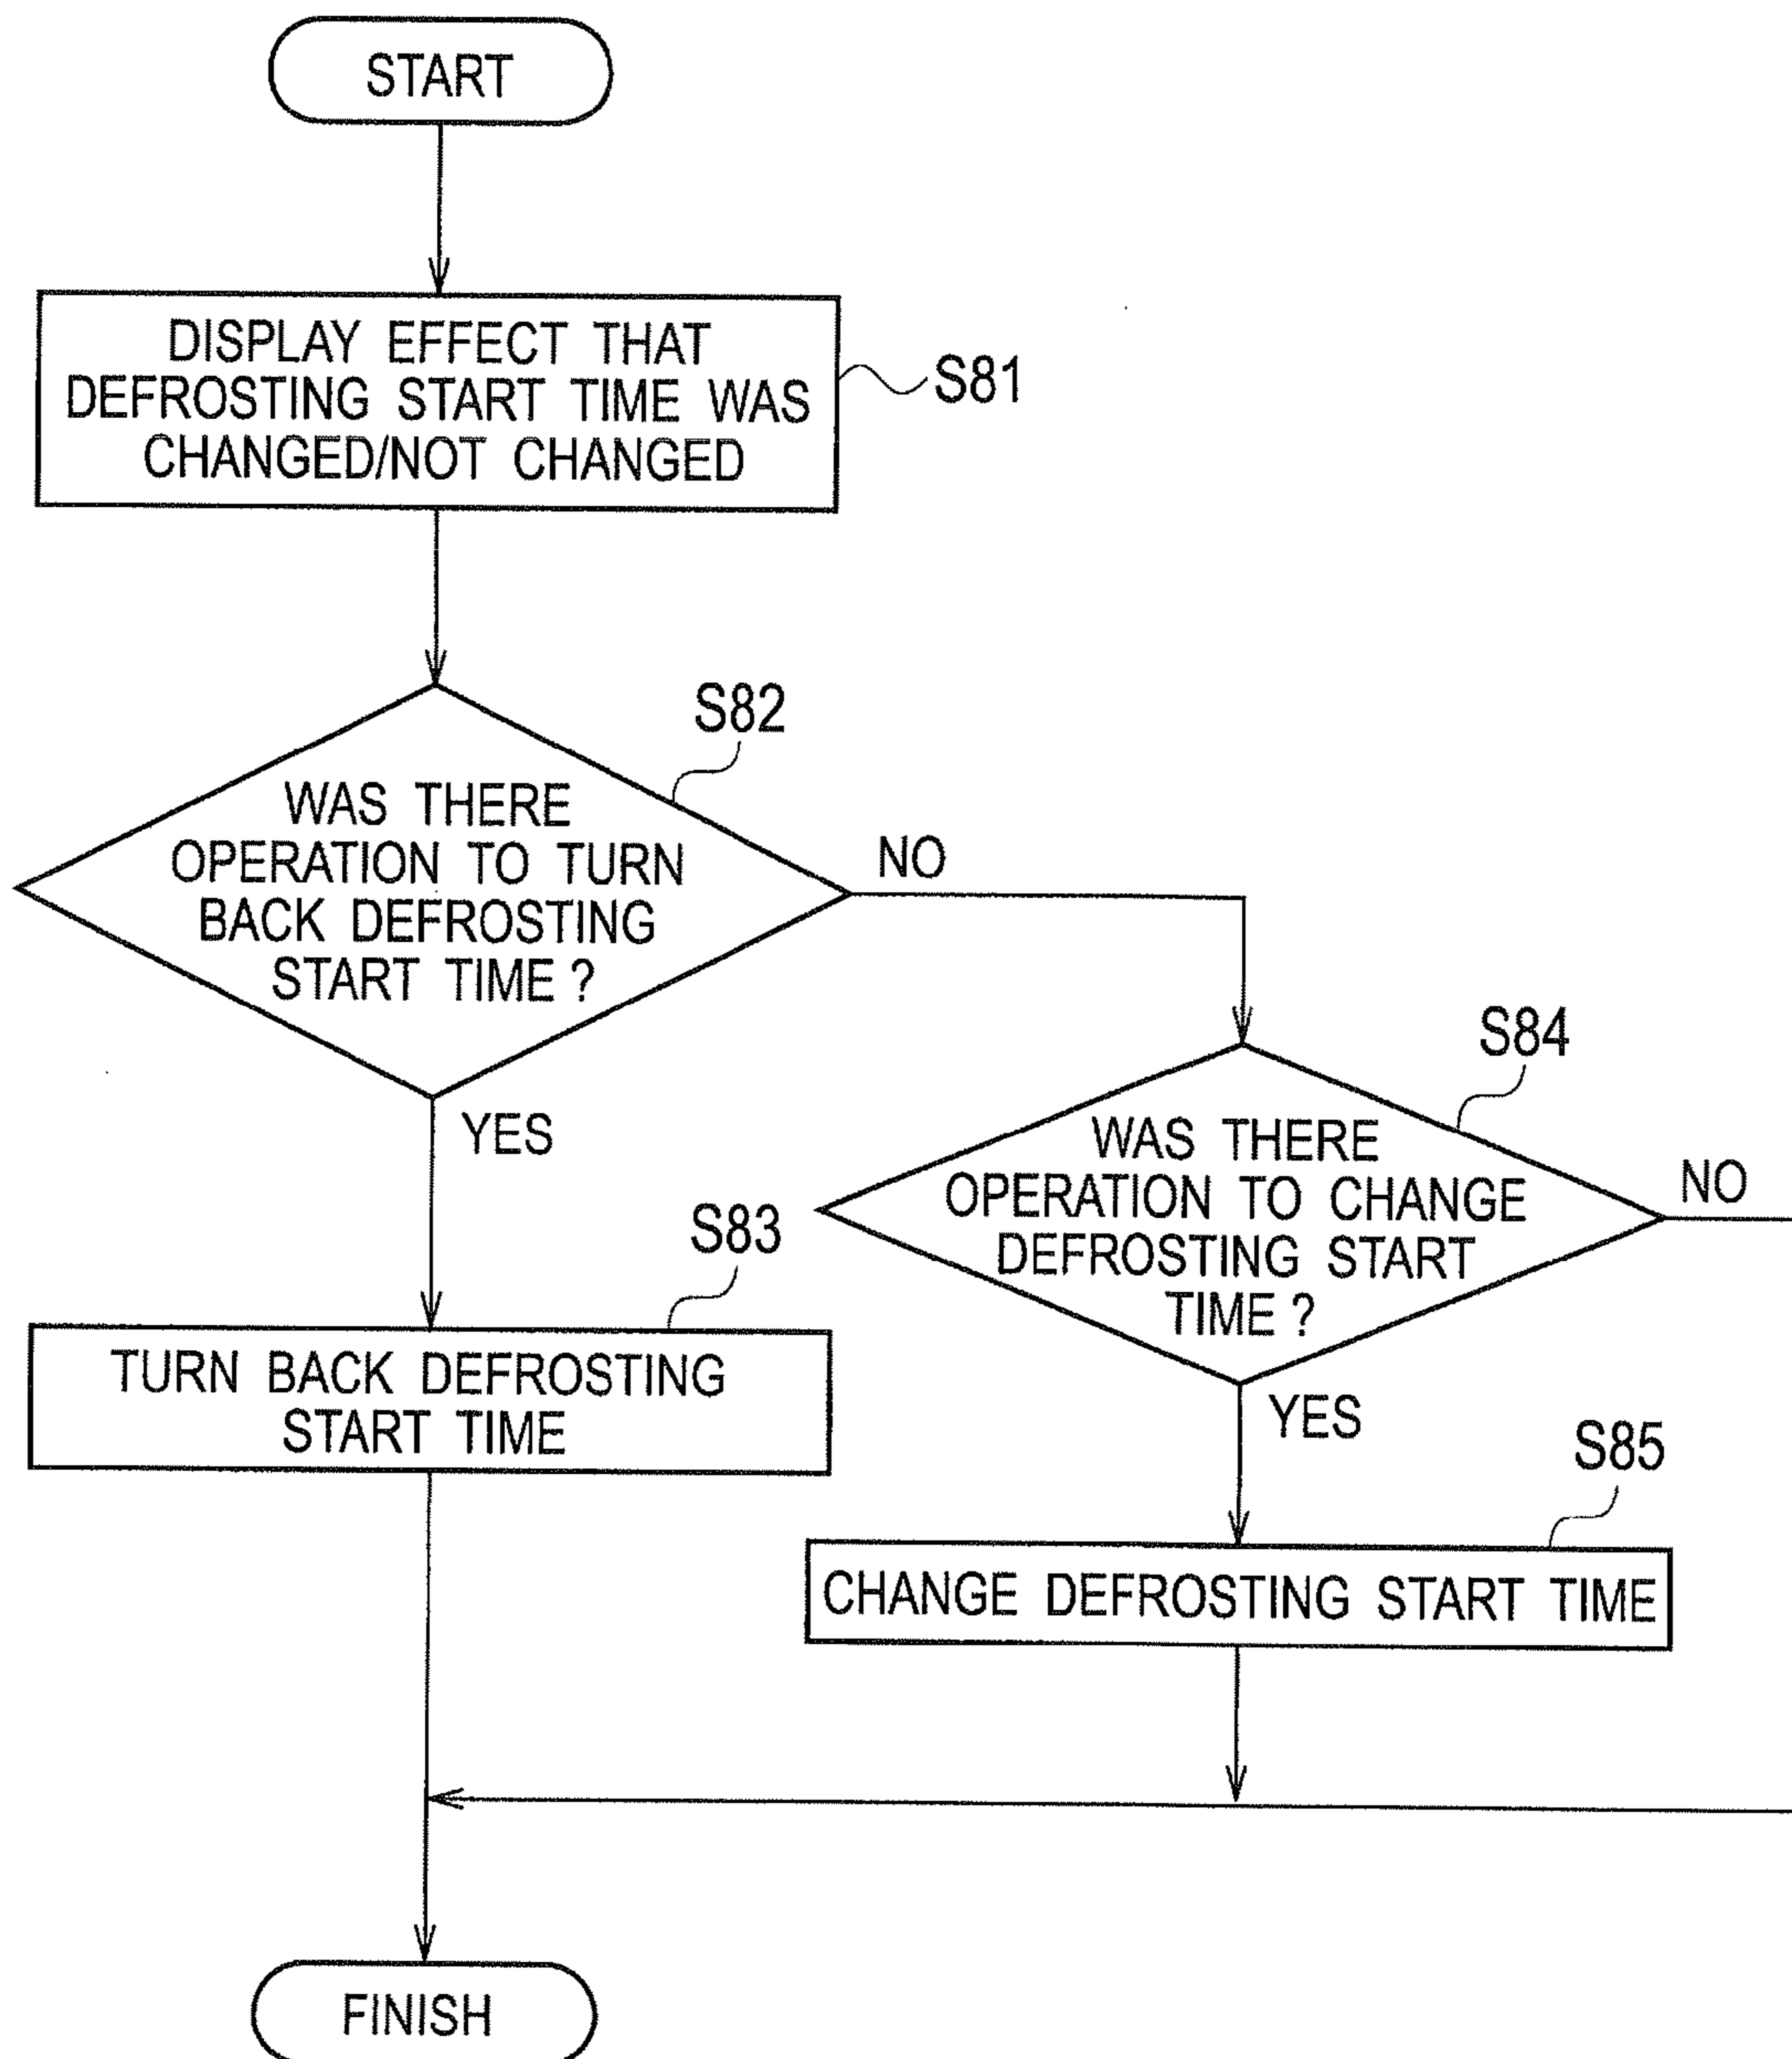 START
DISPLAY EFFECT THAT
DEFROSTING START TIME WAS
CHANGED/NOT CHANGED
S81
S82
WAS THERE
OPERATION TO TURN
BACK DEFROSTING
START TIME ?
NO
YES
S84
WAS THERE
OPERATION TO CHANGE
DEFROSTING START
TIME ?
NO
YES
S83
TURN BACK DEFROSTING
START TIME
S85
CHANGE DEFROSTING START TIME
FINISH